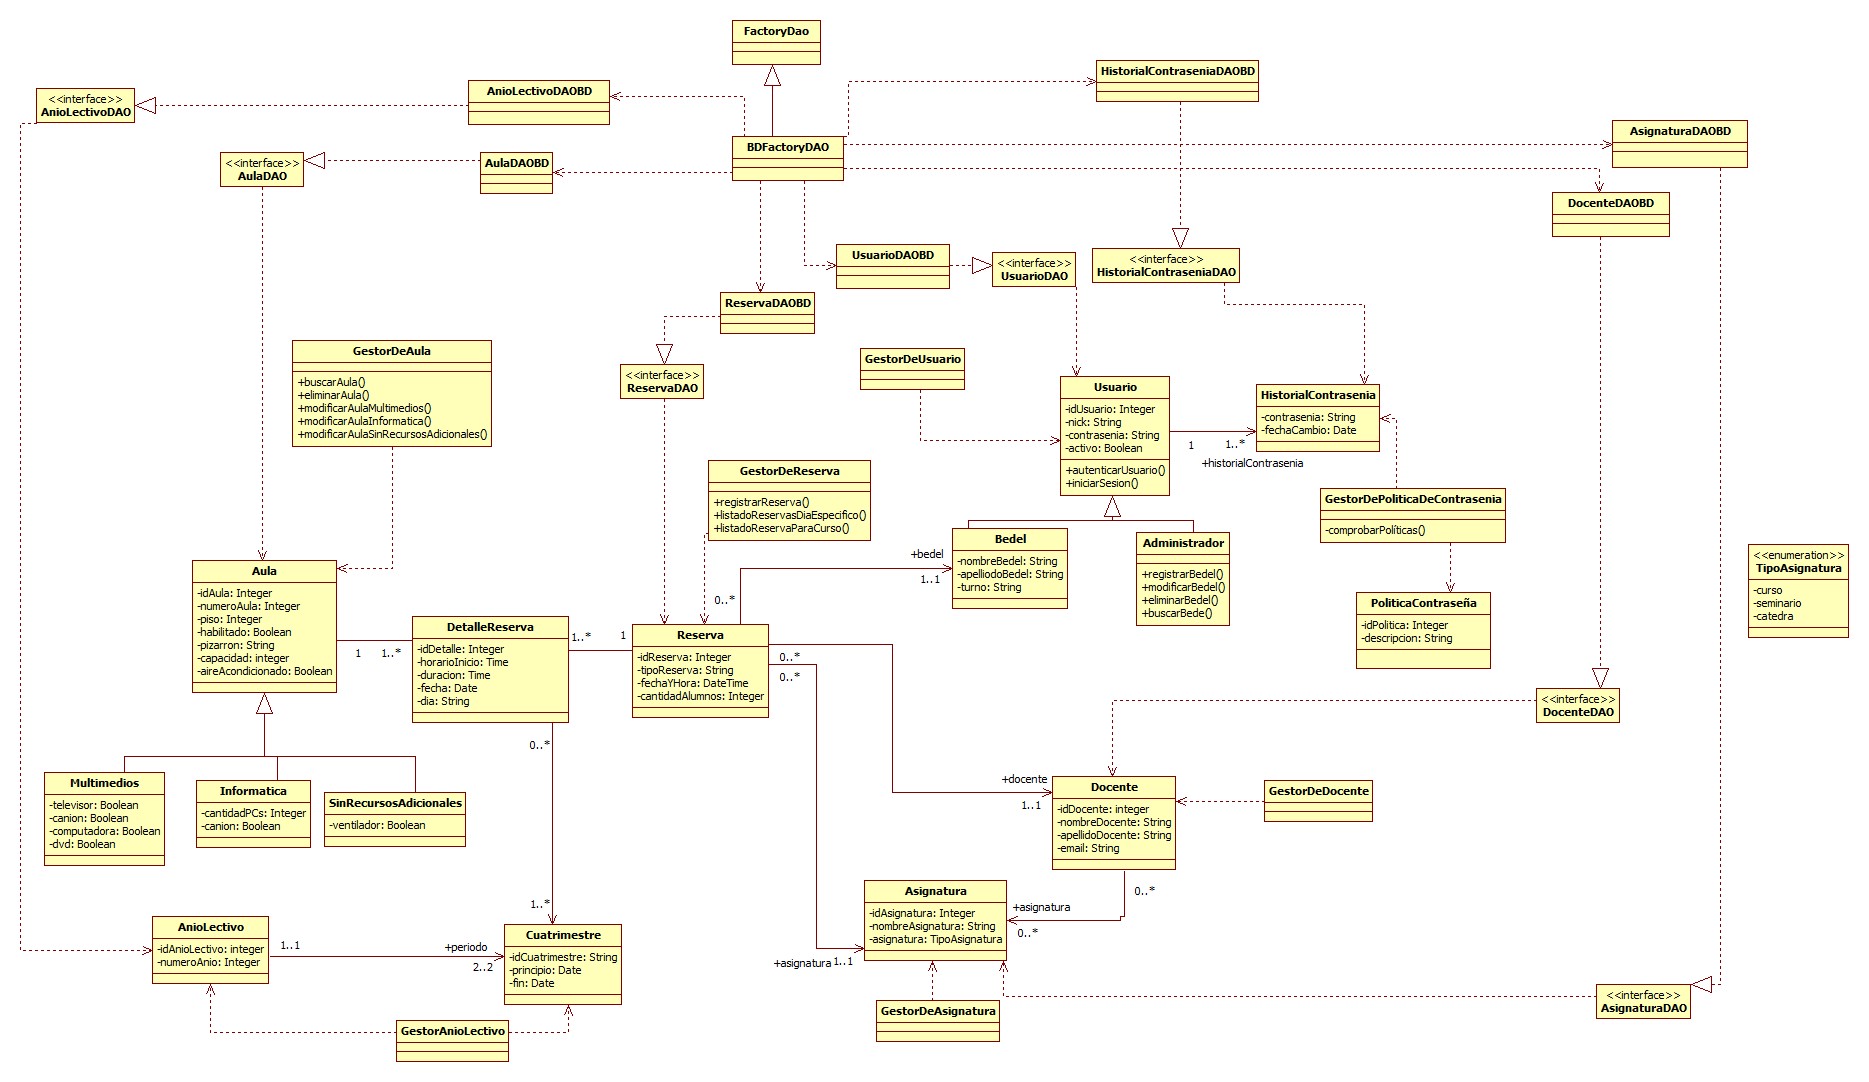 FactoryDao
HistorialContraseniaDAOBD
AnioLectivoDAOBD
<<interface>>
AnioLectivoDAO
AsignaturaDAOBD
BDFactoryDAO
<<interface>>
AulaDAO
AulaDAOBD
DocenteDAOBD
UsuarioDAOBD
<<interface>>
UsuarioDAO
<<interface>>
HistorialContraseniaDAO
ReservaDAOBD
GestorDeAula
+buscarAula()
+eliminarAula()
+modificarAulaMultimedios()
+modificarAulaInformatica()
+modificarAulaSinRecursosAdicionales()
<<interface>>
ReservaDAO
GestorDeUsuario
Usuario
-idUsuario: Integer
-nick: String
-contrasenia: String
-activo: Boolean
+autenticarUsuario()
+iniciarSesion()
HistorialContrasenia
-contrasenia: String
-fechaCambio: Date
1
1..*
+historialContrasenia
GestorDeReserva
+registrarReserva()
+listadoReservasDiaEspecifico()
+listadoReservaParaCurso()
GestorDePoliticaDeContrasenia
-comprobarPolíticas()
Bedel
-nombreBedel: String
-apelliodoBedel: String
-turno: String
+bedel
1..1
0..*
Administrador
+registrarBedel()
+modificarBedel()
+eliminarBedel()
+buscarBede()
<<enumeration>>
TipoAsignatura
-curso
-seminario
-catedra
Aula
-idAula: Integer
-numeroAula: Integer
-piso: Integer
-habilitado: Boolean
-pizarron: String
-capacidad: integer
-aireAcondicionado: Boolean
1
1..*
DetalleReserva
-idDetalle: Integer
-horarioInicio: Time
-duracion: Time
-fecha: Date
-dia: String
1..*
1
Reserva
-idReserva: Integer
-tipoReserva: String
-fechaYHora: DateTime
-cantidadAlumnos: Integer
0..*
0..*
PoliticaContraseña
-idPolitica: Integer
-descripcion: String
<<interface>>
DocenteDAO
0..*
Multimedios
-televisor: Boolean
-canion: Boolean
-computadora: Boolean
-dvd: Boolean
Informatica
-cantidadPCs: Integer
-canion: Boolean
SinRecursosAdicionales
-ventilador: Boolean
+docente
1..1
Docente
-idDocente: integer
-nombreDocente: String
-apellidoDocente: String
-email: String
GestorDeDocente
0..*
+asignatura
0..*
Asignatura
-idAsignatura: Integer
-nombreAsignatura: String
-asignatura: TipoAsignatura
+asignatura
1..1
1..*
AnioLectivo
-idAnioLectivo: integer
-numeroAnio: Integer
1..1
+periodo
2..2
Cuatrimestre
-idCuatrimestre: String
-principio: Date
-fin: Date
GestorAnioLectivo
GestorDeAsignatura
<<interface>>
AsignaturaDAO